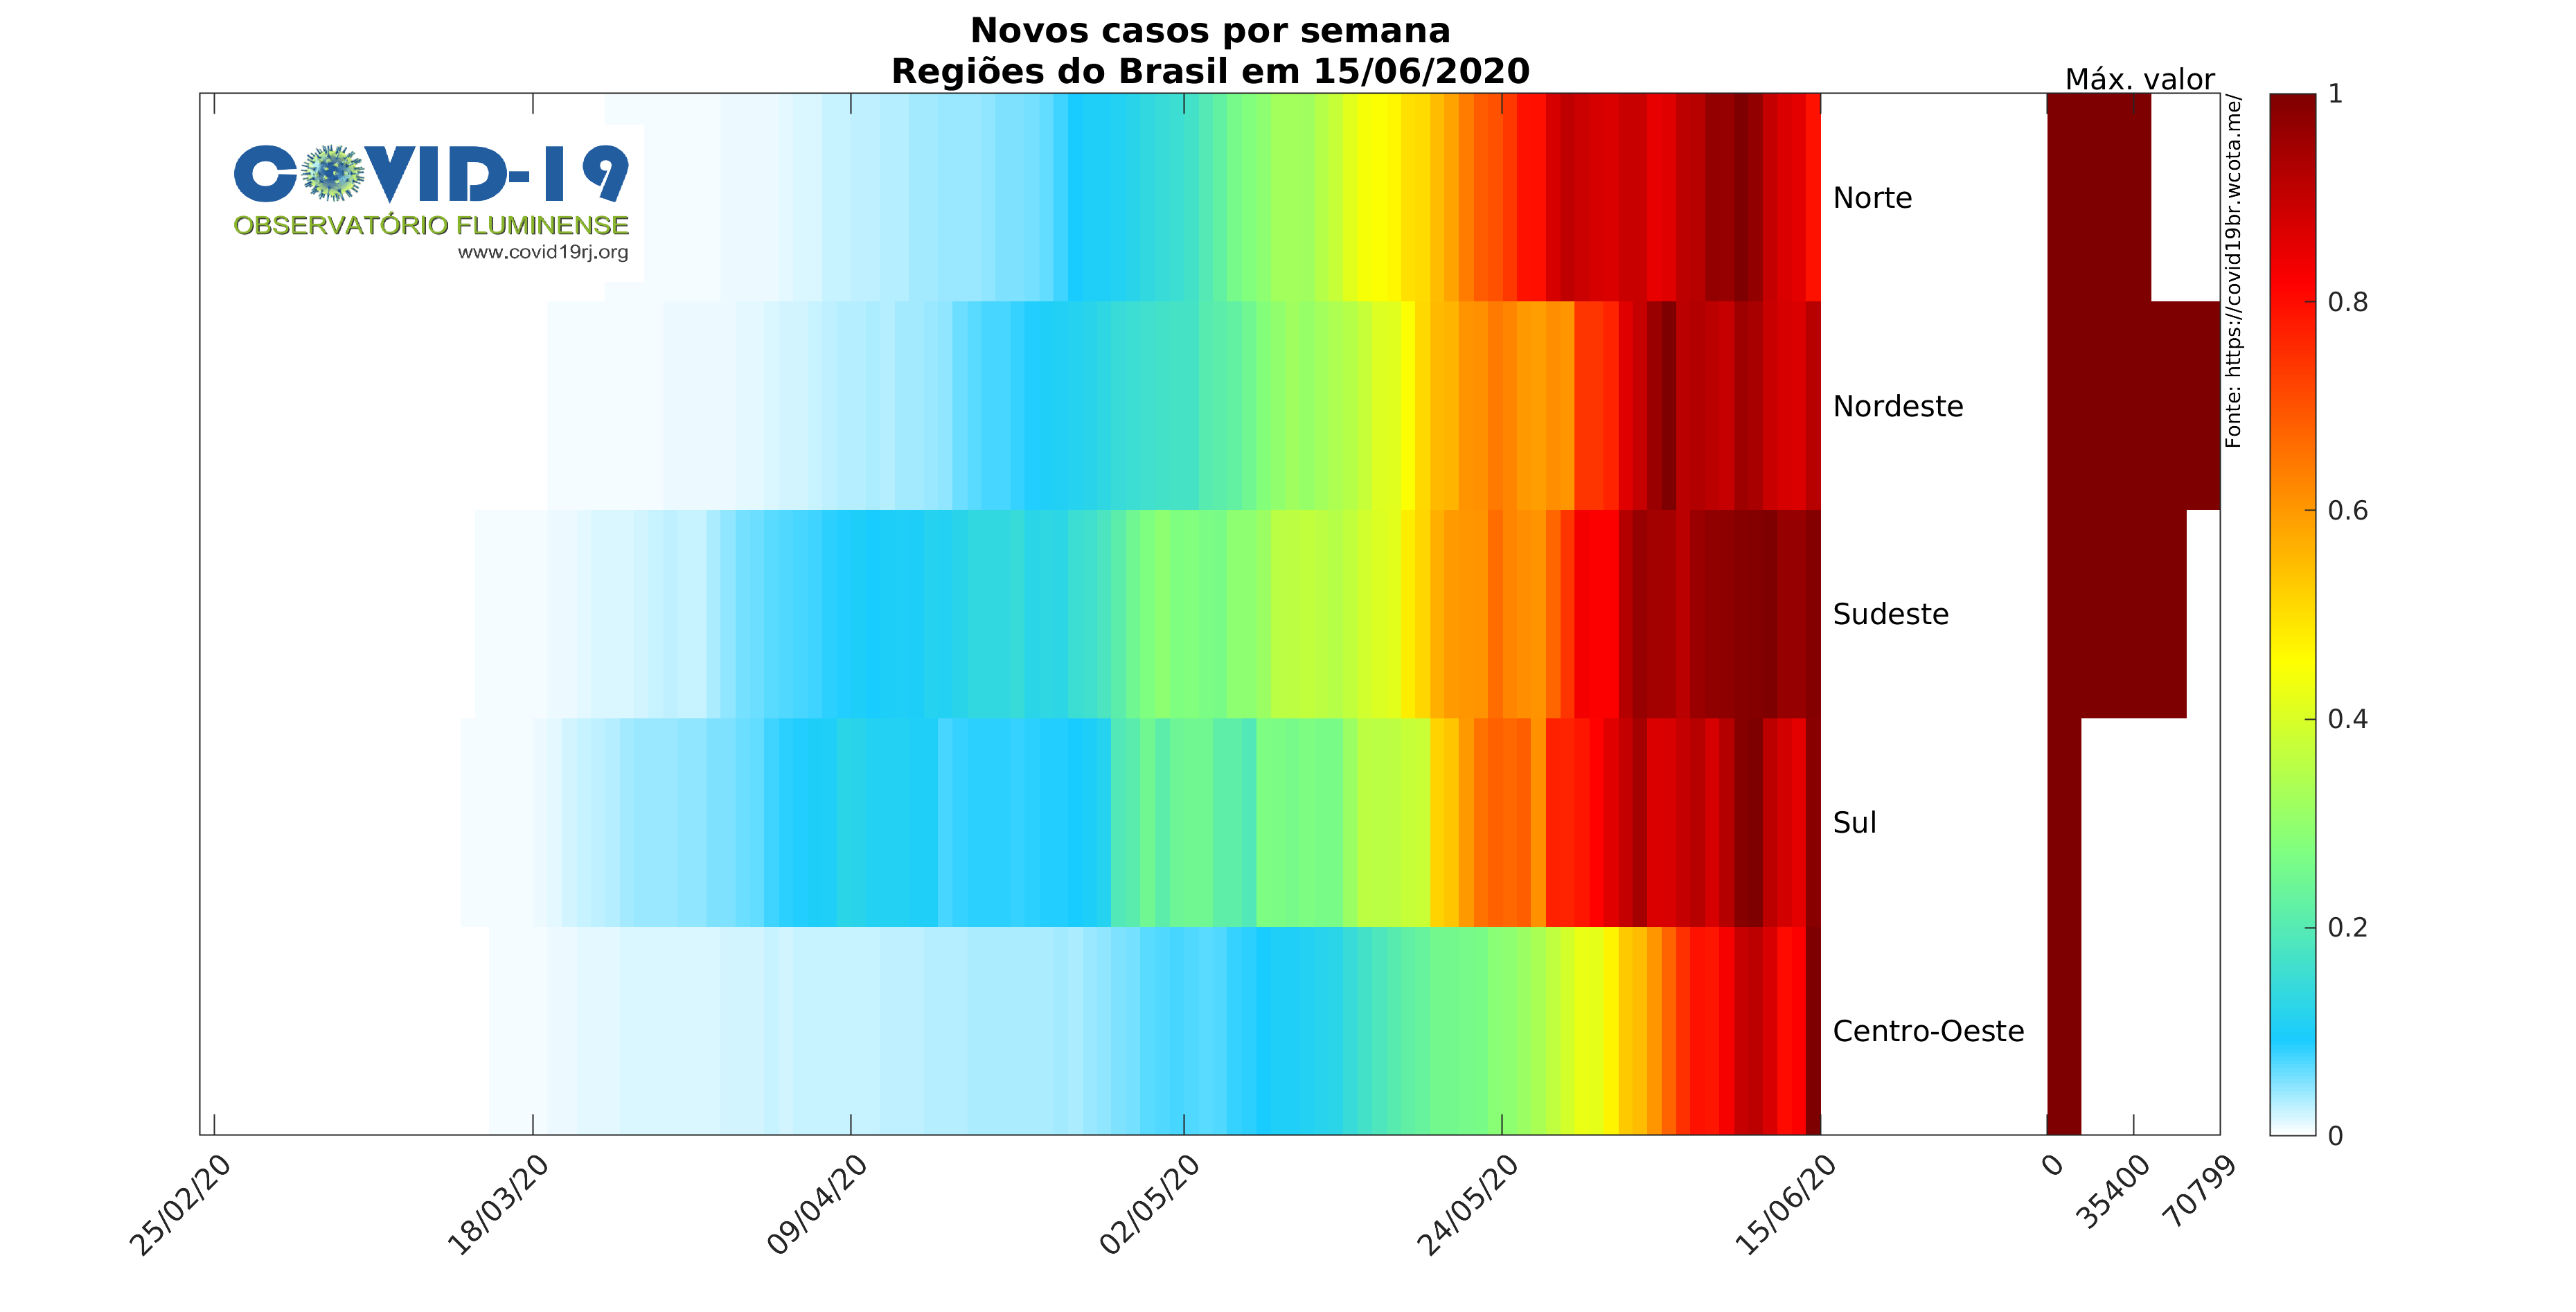 Novos casos por semana
Regiões do Brasil em 15/06/2020
Máx. valor
COVID-19
OBSERVATÓRIO FLUMINENSE
www.covid19rj.org
Norte
Nordeste
Sudeste
Sul
Centro-Oeste
Fonte: https://covid19br.wcota.me/
1
0.8
0.6
0.4
0.2
0
25/02/20
18/03/20
09/04/20
02/05/20
24/05/20
15/06/20
0
35400
70799